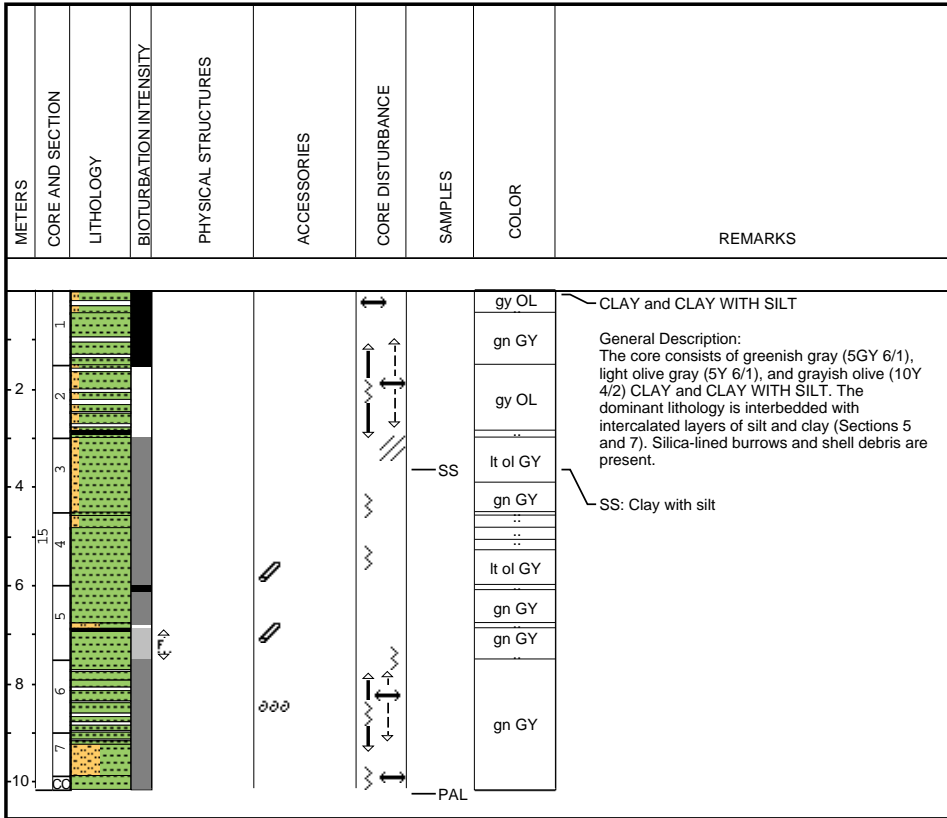 METERS
CORE AND SECTION
LITHOLOGY
BIOTURBATION INTENSITY
PHYSICAL STRUCTURES
ACCESSORIES
CORE DISTURBANCE
SAMPLES
COLOR
REMARKS
2
4
6
8
10
15
1
2
3
4
5
6
7
CC
F
SS
PAL
gy OL
..
gn GY
gy OL
..
lt ol GY
gn GY
..
..
..
..
lt ol GY
..
gn GY
..
gn GY
..
gn GY
CLAY and CLAY WITH SILT
General Description:
The core consists of greenish gray (5GY 6/1),
light olive gray (5Y 6/1), and grayish olive (10Y
4/2) CLAY and CLAY WITH SILT. The
dominant lithology is interbedded with
intercalated layers of silt and clay (Sections 5
and 7). Silica-lined burrows and shell debris are
present.
SS: Clay with silt